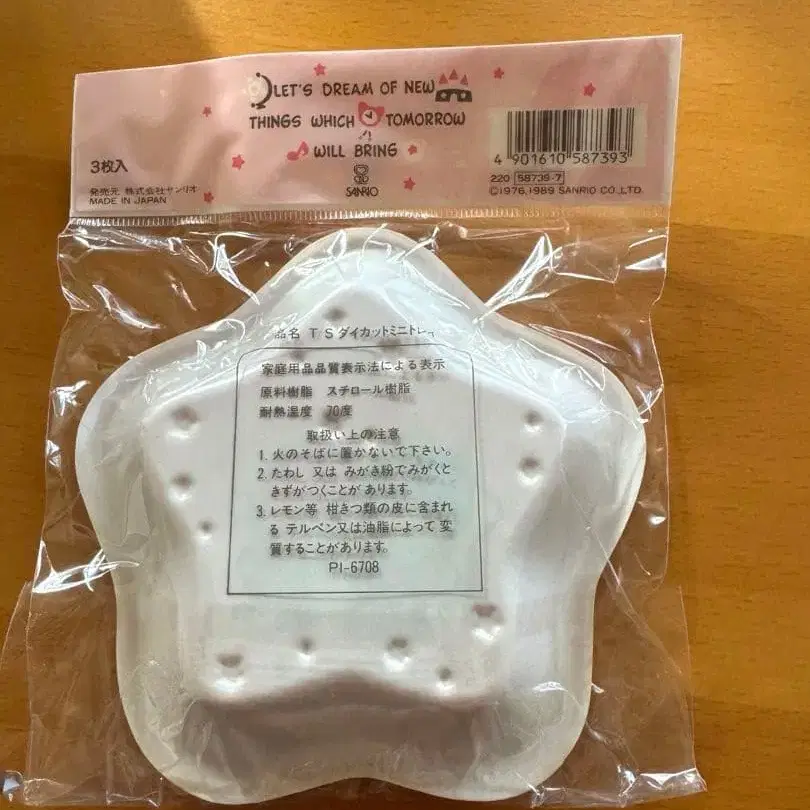 LET'S DREAM OF NEW
THINGS WHICH TOMORROW
WILL BRING
SANRIO
3枚入
発売元 株式会社サンリオ
MADE IN JAPAN
4 901610 587393
220 58739-7
©1976,1989 SANRIO CO.,LTD.
品名 TSダイカットミニトレイ
家庭用品品質表示法による表示
原料樹脂 スチロール樹脂
耐熱温度 70度
取扱い上の注意
1. 火のそばに置かないで下さい。
2. たわし 又は みがき粉でみがくと
きずがつくことが あります。
3. レモン等 柑きつ類の皮に含まれ
る テルペン又は油脂によって 変
質することがあります。
PI-6708